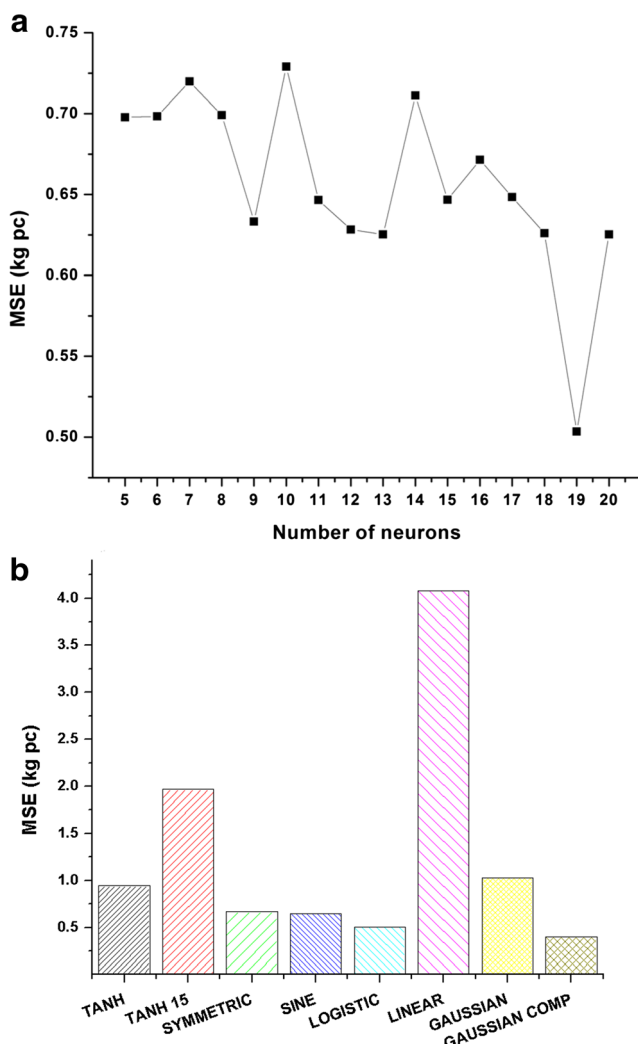 a
0.75
0.70
0.65
0.60
0.55
0.50
MSE (kg pc)
5 6 7 8 9 10 11 12 13 14 15 16 17 18 19 20
Number of neurons
b
4.0
3.5
3.0
2.5
2.0
1.5
1.0
0.5
MSE (kg pc)
TANH
TANH 15
SYMMETRIC
SINE
LOGISTIC
LINEAR
GAUSSIAN
GAUSSIAN COMP